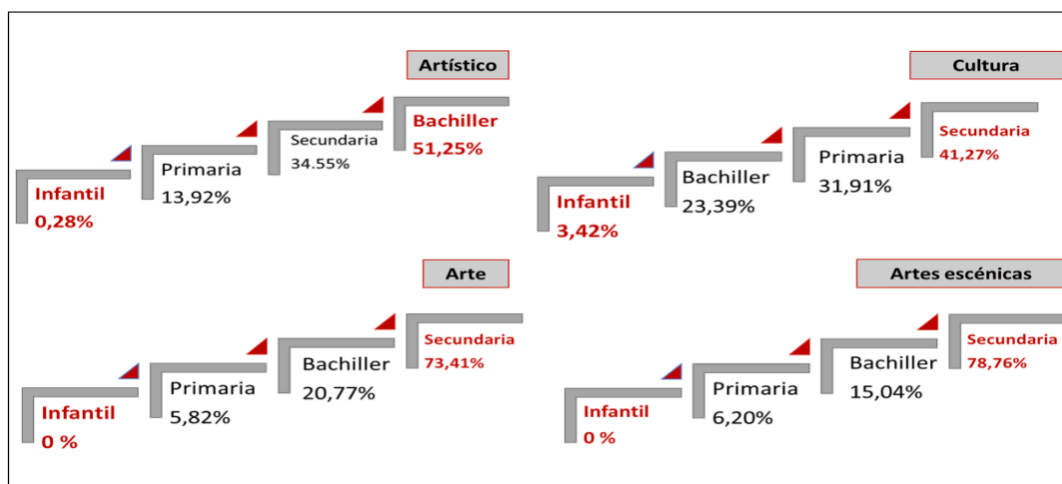 Artístico
Bachiller
51,25%
Secundaria
34.55%
Primaria
13,92%
Infantil
0,28%
Cultura
Secundaria
41,27%
Primaria
31,91%
Bachiller
23,39%
Infantil
3,42%
Arte
Secundaria
73,41%
Bachiller
20,77%
Primaria
5,82%
Infantil
0 %
Artes escénicas
Secundaria
78,76%
Bachiller
15,04%
Primaria
6,20%
Infantil
0 %